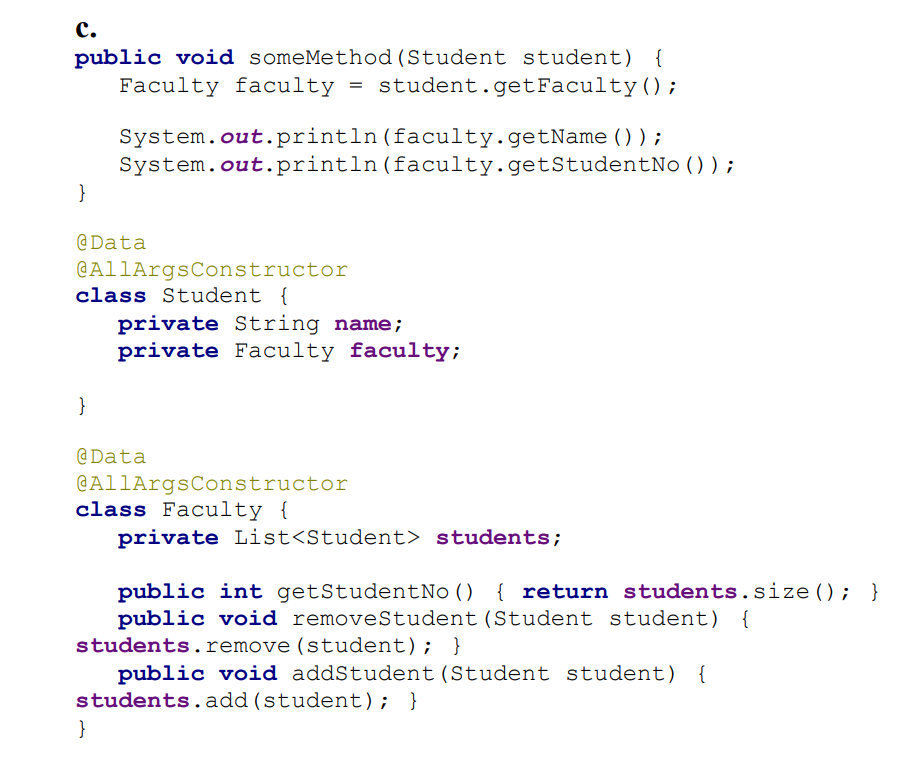 c.
public void someMethod(Student student) {
Faculty faculty = student.getFaculty();
System.out.println(faculty.getName());
System.out.println(faculty.getStudentNo());
}
@Data
@AllArgsConstructor
class Student {
private String name;
private Faculty faculty;
}
@Data
@AllArgsConstructor
class Faculty {
private List<Student> students;
public int getStudentNo() { return students.size(); }
public void removeStudent(Student student) {
students.remove(student); }
public void addStudent(Student student) {
students.add(student); }
}